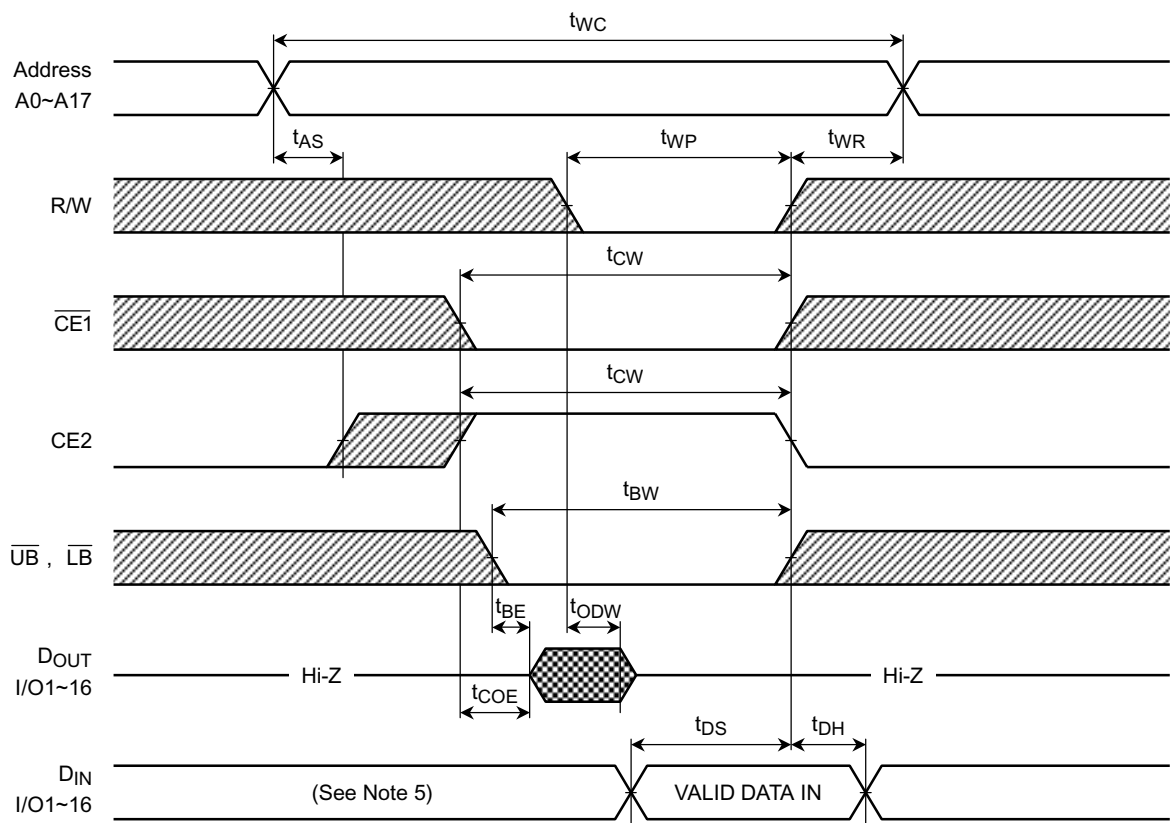 tWC
Address
A0~A17
tAS
tWP
tWR
R/W
tCW
CE1
tCW
CE2
tBW
UB , LB
tBE
tODW
DOUT
I/O1~16
Hi-Z
Hi-Z
tCOE
tDS
tDH
DIN
I/O1~16
(See Note 5)
VALID DATA IN